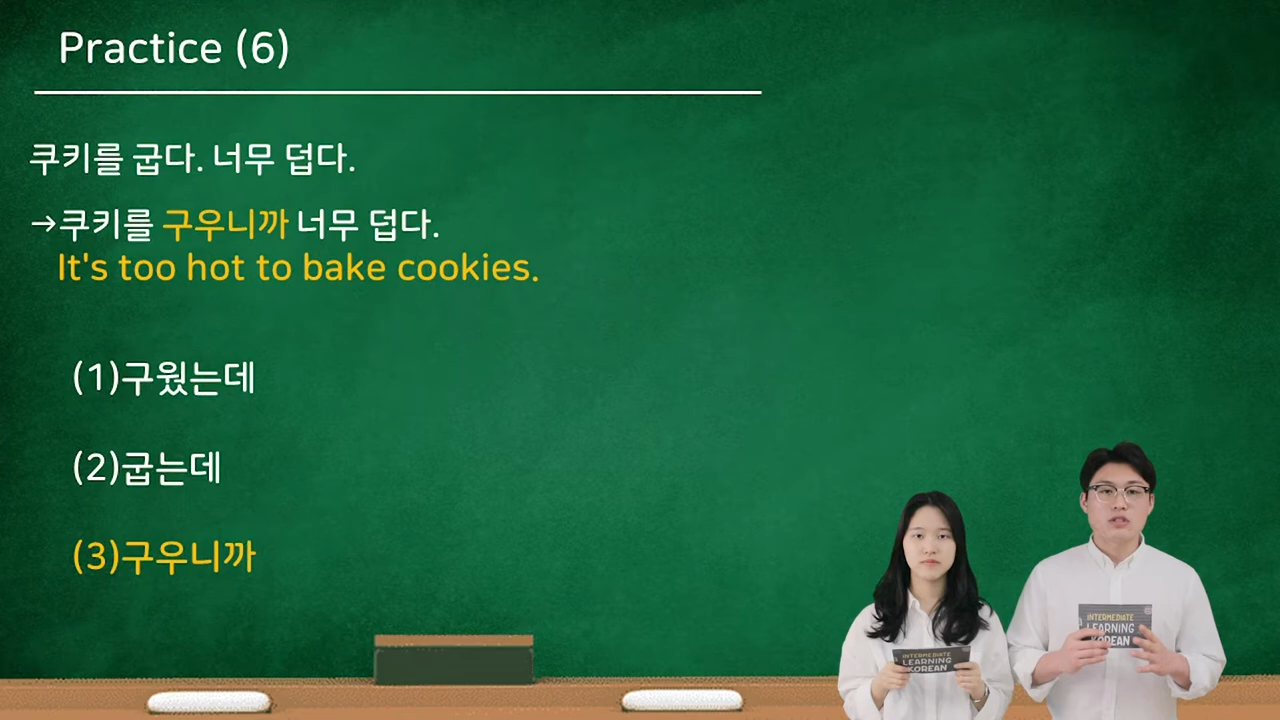 Practice (6)
쿠키를 굽다. 너무 덥다.
→쿠키를 구우니까 너무 덥다.
It's too hot to bake cookies.
(1)구웠는데
(2)굽는데
(3)구우니까
INTERMEDIATE
LEARNING
KOREAN
INTERMEDIATE
LEARNING
KOREAN